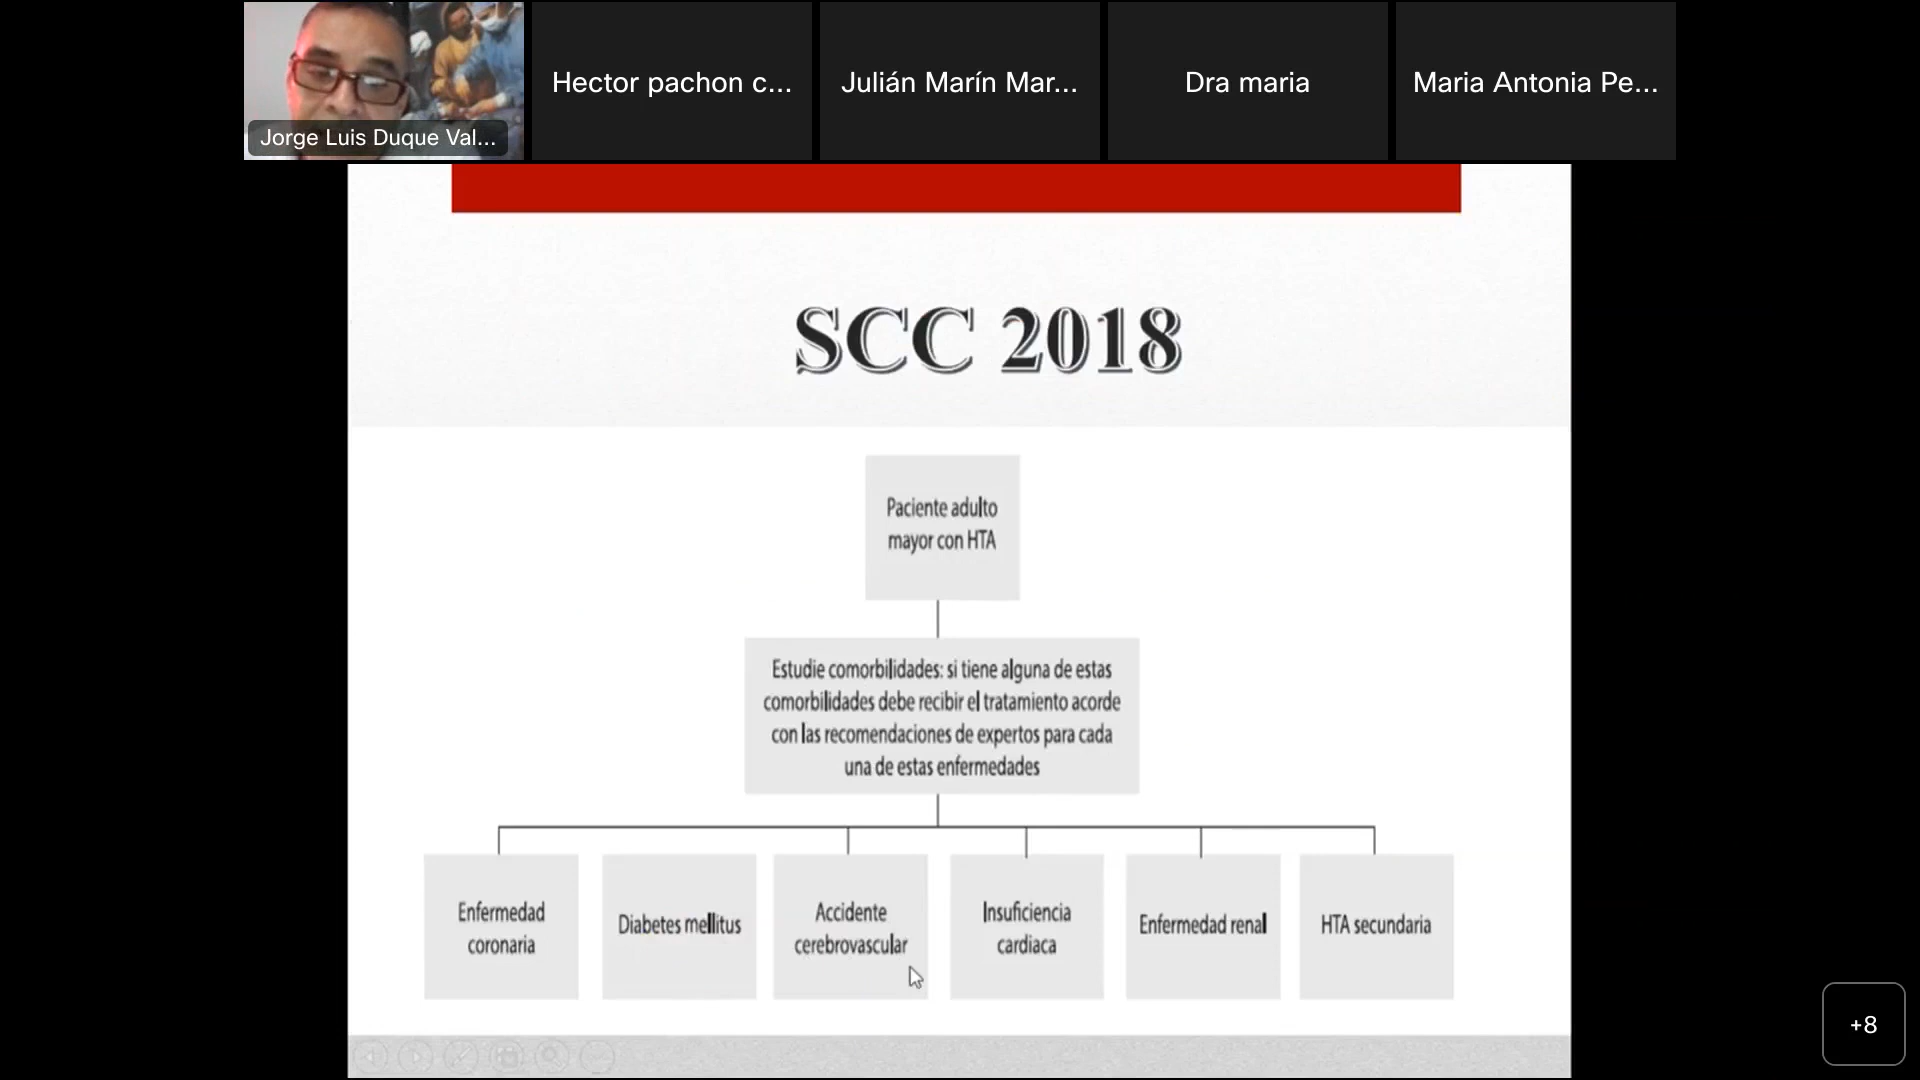 Jorge Luis Duque Val...
Hector pachon c...
Julián Marín Mar...
Dra maria
Maria Antonia Pe...
SCC 2018
Paciente adulto
mayor con HTA
Estudie comorbilidades: si tiene alguna de estas
comorbilidades debe recibir el tratamiento acorde
con las recomendaciones de expertos para cada
una de estas enfermedades
Enfermedad
coronaria
Diabetes mellitus
Accidente
cerebrovascular
Insuficiencia
cardiaca
Enfermedad renal
HTA secundaria
+8